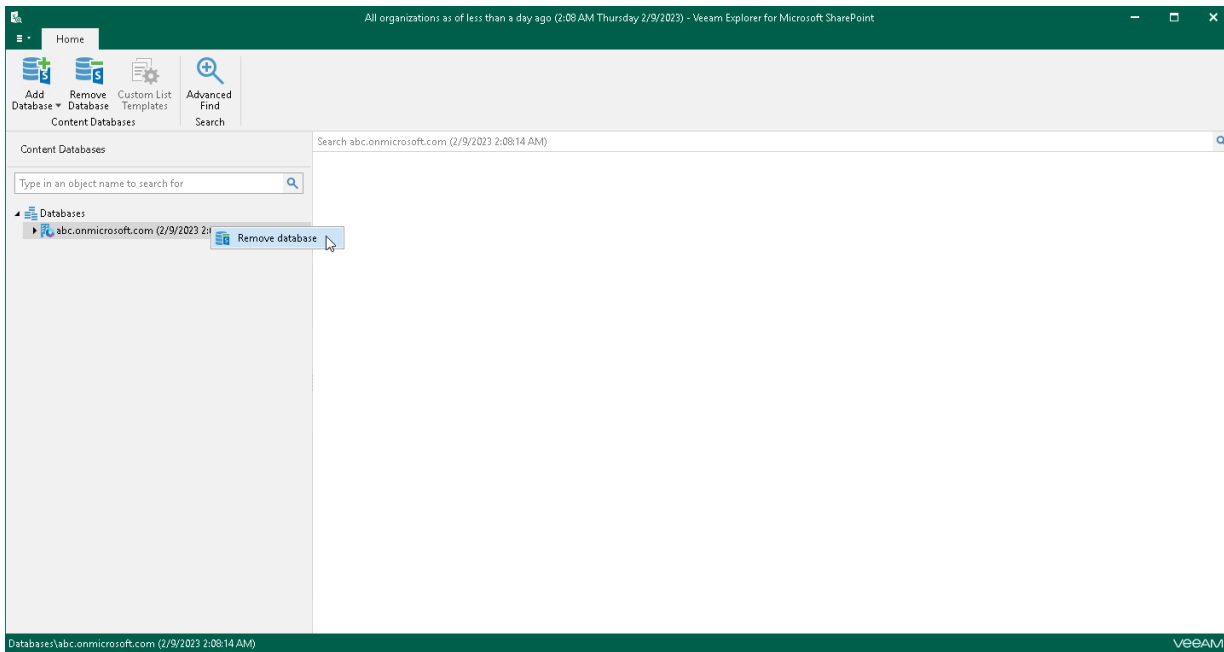 All organizations as of less than a day ago (2:08 AM Thursday 2/9/2023) - Veeam Explorer for Microsoft SharePoint
Home
Add Database
Remove Database
Custom List Templates
Advanced Find
Content Databases
Search
Content Databases
Search abc.onmicrosoft.com (2/9/2023 2:08:14 AM)
Type in an object name to search for
Databases
abc.onmicrosoft.com (2/9/2023 2:
Remove database
Databases\abc.onmicrosoft.com (2/9/2023 2:08:14 AM)
veeam